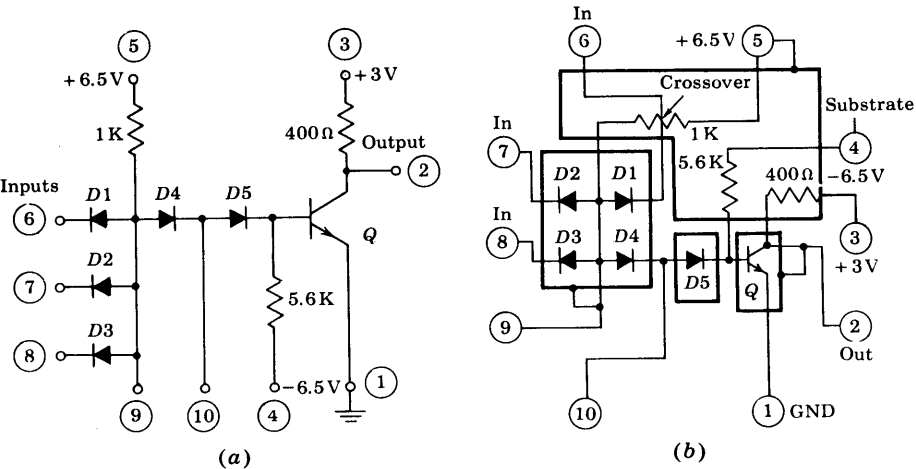 5
+6.5V
1K
3
+3V
400Ω
Output
2
Inputs
6
D1
D4
D5
Q
7
D2
5.6K
8
D3
-6.5V
1
9
10
4
(a)
In
6
+6.5V
5
Crossover
1K
Substrate
4
In
7
5.6K
400Ω
-6.5V
D2
D1
In
8
D3
D4
3
+3V
D5
Q
9
2
Out
10
1 GND
(b)